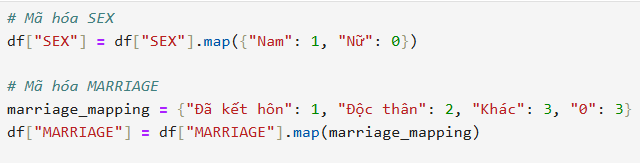 # Mã hóa SEX
df["SEX"] = df["SEX"].map({"Nam": 1, "Nữ": 0})
# Mã hóa MARRIAGE
marriage_mapping = {"Đã kết hôn": 1, "Độc thân": 2, "Khác": 3, "0": 3}
df["MARRIAGE"] = df["MARRIAGE"].map(marriage_mapping)